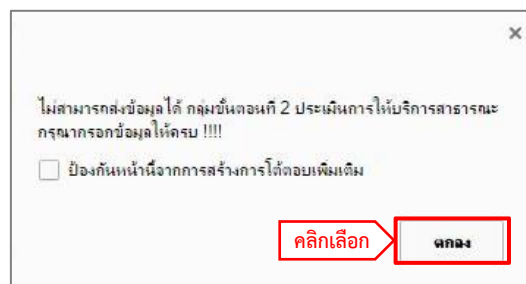 ×
ไม่สามารถส่งข้อมูลได้ กลุ่มขั้นตอนที่ 2 ประเมินการให้บริการสาธารณะ
กรุณากรอกข้อมูลให้ครบ !!!!
ป้องกันหน้านี้จากการสร้างการโต้ตอบเพิ่มเติม
คลิกเลือก
ตกลง